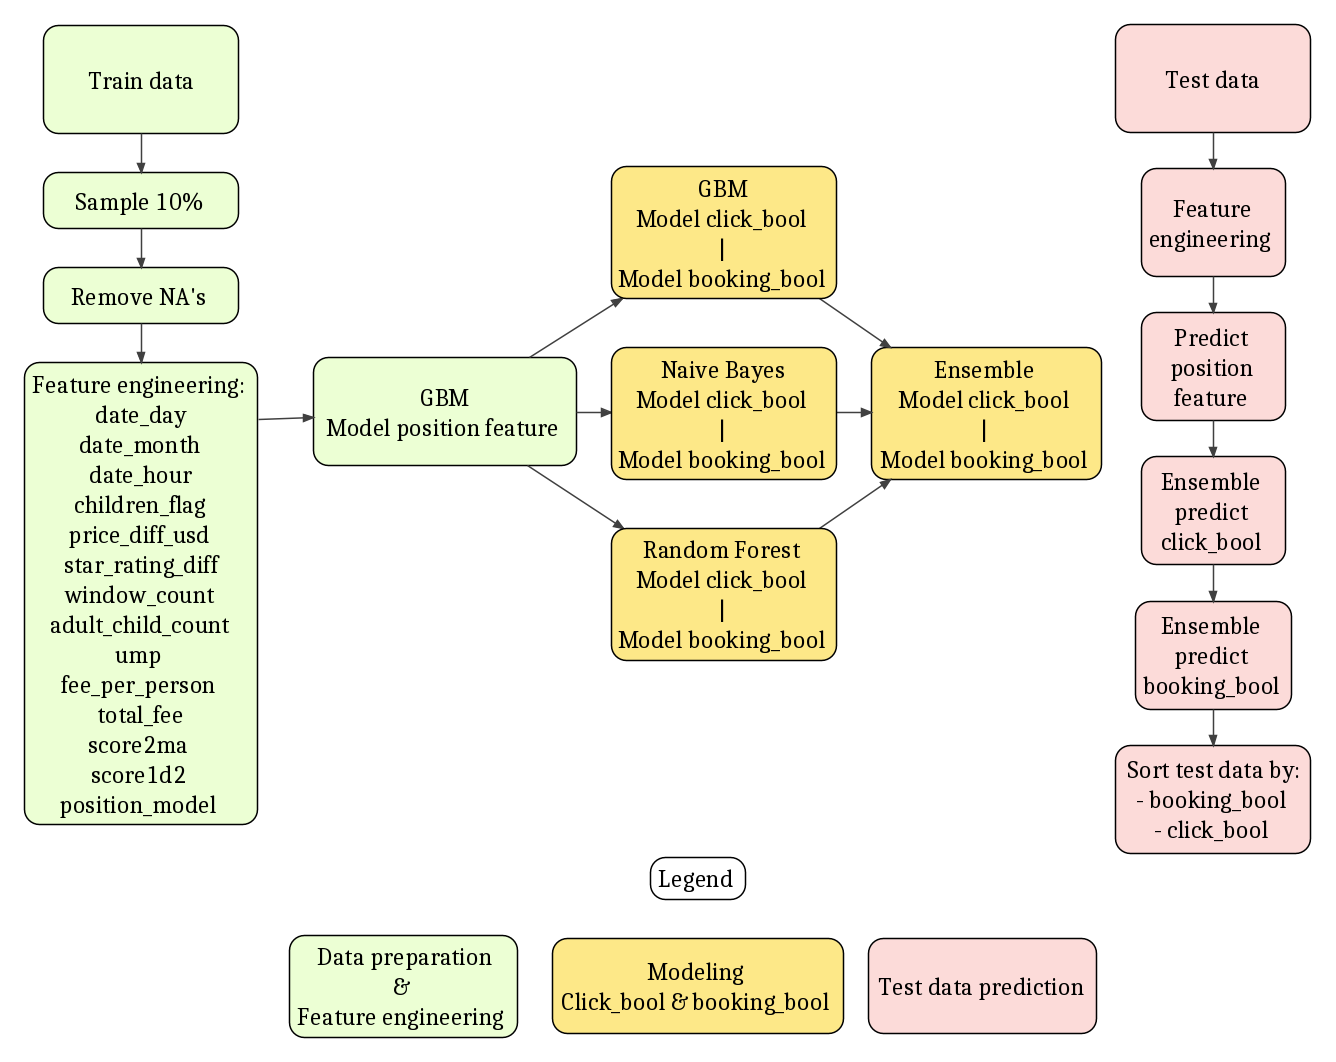 Train data
Sample 10%
Remove NA's
Feature engineering:
date_day
date_month
date_hour
children_flag
price_diff_usd
star_rating_diff
window_count
adult_child_count
ump
fee_per_person
total_fee
score2ma
score1d2
position_model
GBM
Model position feature
GBM
Model click_bool
|
Model booking_bool
Naive Bayes
Model click_bool
|
Model booking_bool
Random Forest
Model click_bool
|
Model booking_bool
Ensemble
Model click_bool
|
Model booking_bool
Test data
Feature
engineering
Predict
position
feature
Ensemble
predict
click_bool
Ensemble
predict
booking_bool
Sort test data by:
- booking_bool
- click_bool
Legend
Data preparation
&
Feature engineering
Modeling
Click_bool & booking_bool
Test data prediction